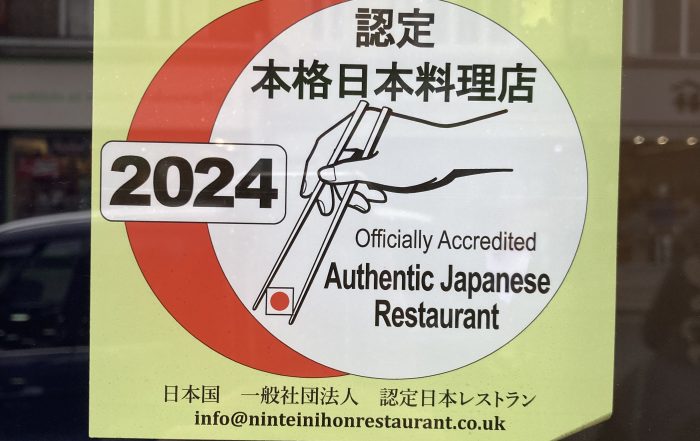 認定
本格日本料理店
2024
Officially Accredited
Authentic Japanese
Restaurant
日本国　一般社団法人　認定日本レストラン
info@ninteinihonrestaurant.co.uk